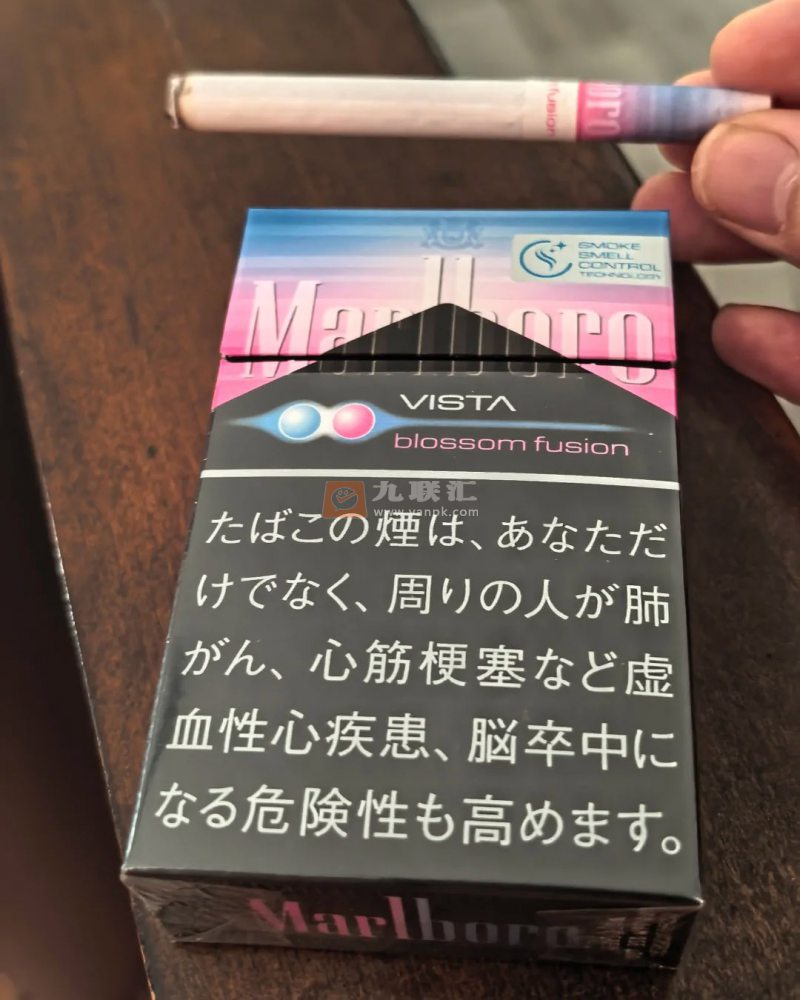 fusion
oro
SMOKE
SMELL
CONTROL
TECHNOLOGY
Marlboro
VISTA
blossom fusion
九联汇
www.yanpk.com
たばこの煙は、あなただ
けでなく、周りの人が肺
がん、心筋梗塞など虚
血性心疾患、脳卒中に
なる危険性も高めます。
Marlboro